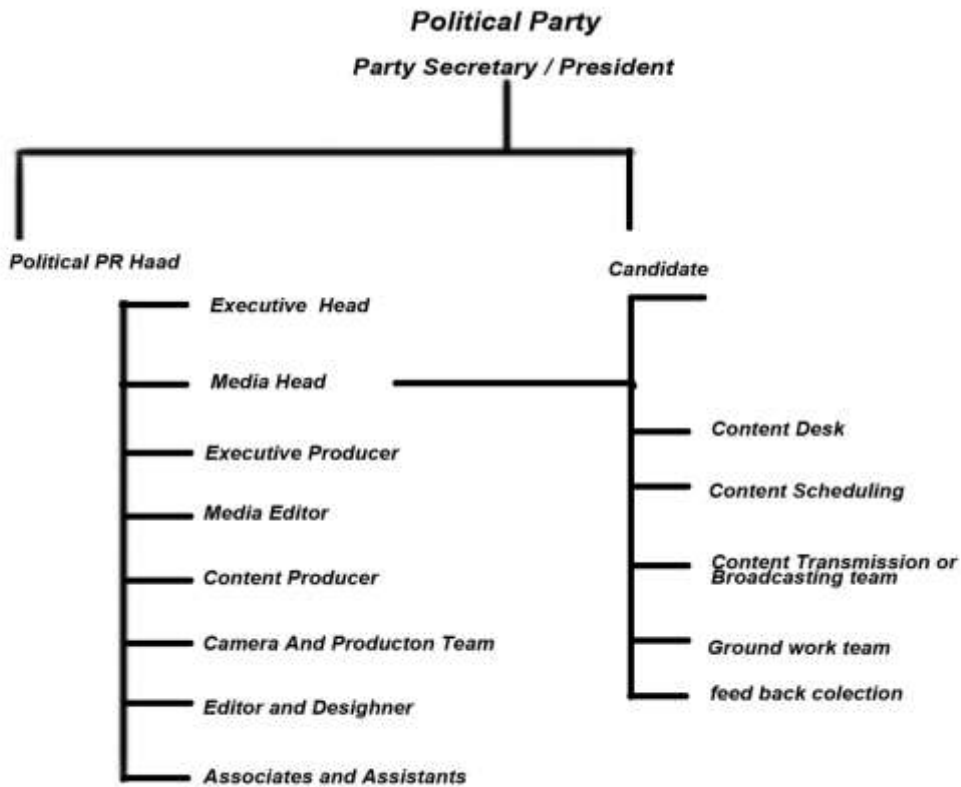 Political Party
Party Secretary / President
Political PR Haad
Executive Head
Media Head
Executive Producer
Media Editor
Content Producer
Camera And Producton Team
Editor and Desighner
Associates and Assistants
Candidate
Content Desk
Content Scheduling
Content Transmission or
Broadcasting team
Ground work team
feed back colection